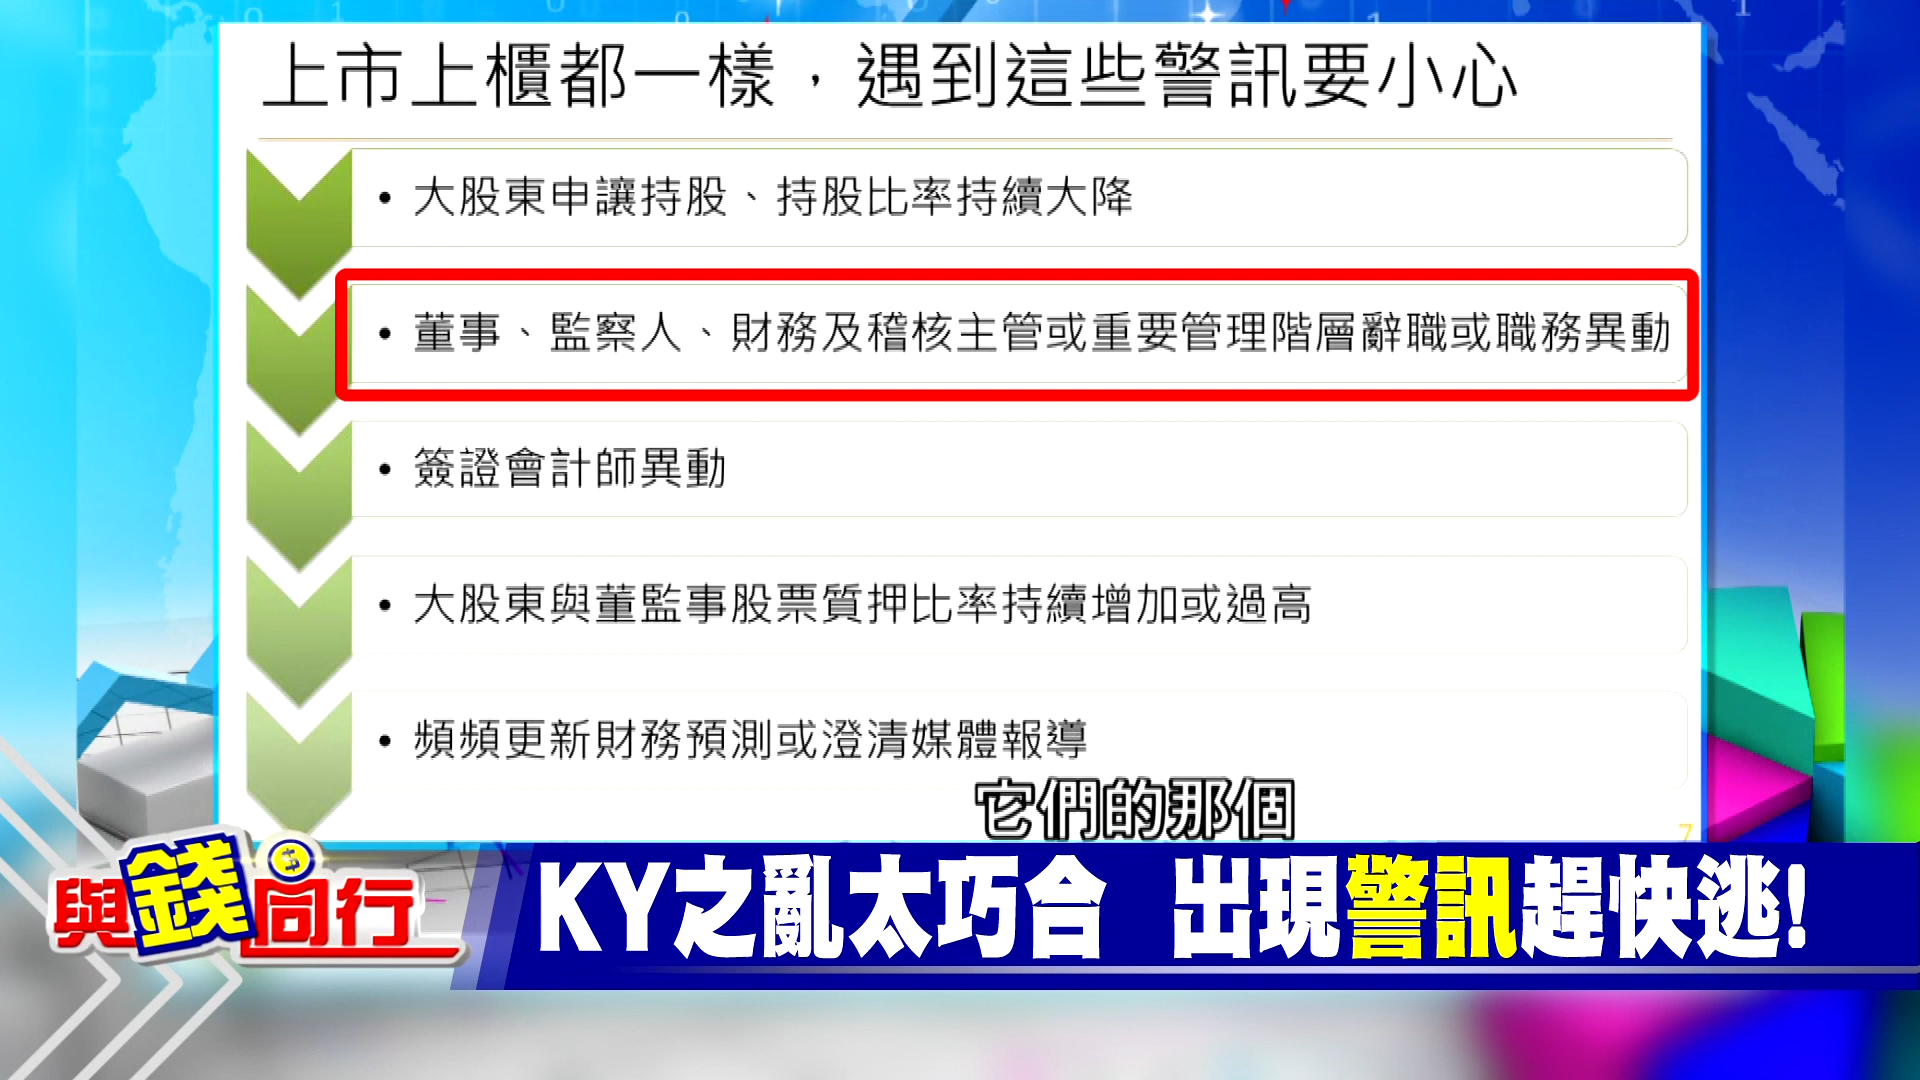 上市上櫃都一樣，遇到這些警訊要小心
• 大股東申讓持股、持股比率持續大降
• 董事、監察人、財務及稽核主管或重要管理階層辭職或職務異動
• 簽證會計師異動
• 大股東與董監事股票質押比率持續增加或過高
• 頻頻更新財務預測或澄清媒體報導
它們的那個
7
與錢同行
KY之亂太巧合 出現警訊趕快逃!